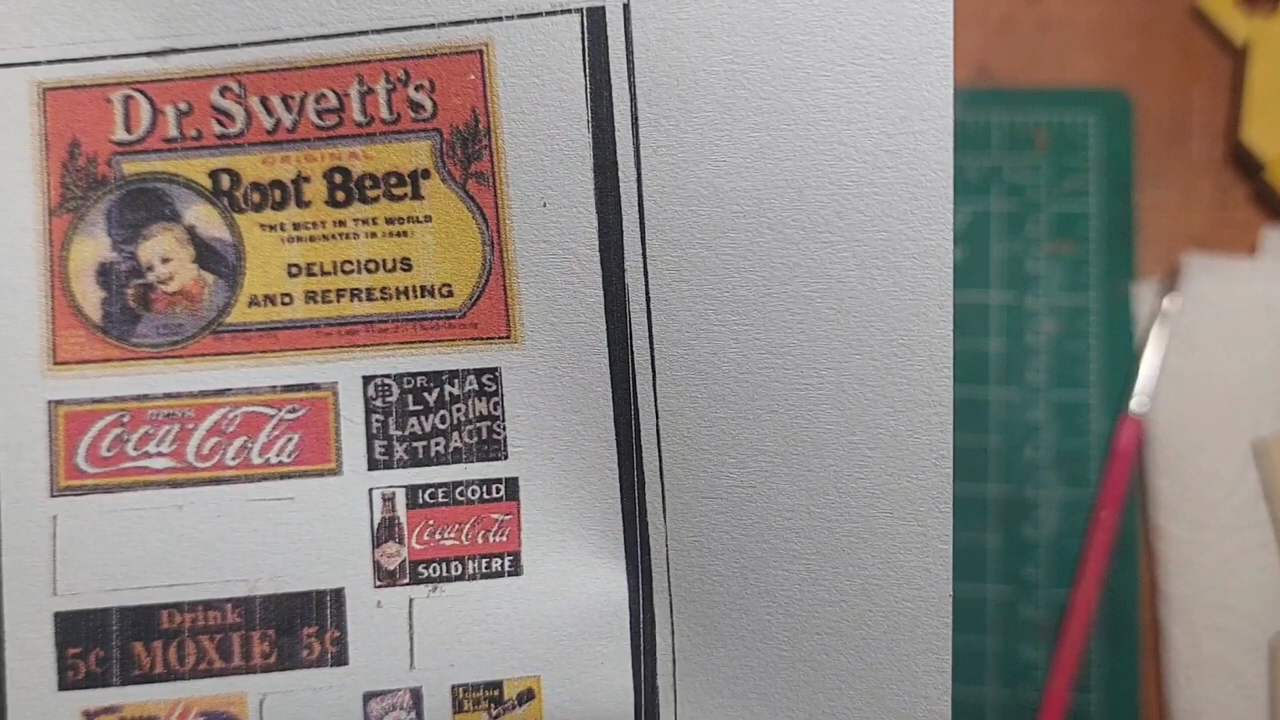 Dr. Swett's
ORIGINAL
Root Beer
THE BEST IN THE WORLD
DELICIOUS
AND REFRESHING
DRINK
Coca-Cola
DR.
LYNAS
FLAVORING
EXTRACTS
ICE COLD
Coca-Cola
SOLD HERE
Drink
5¢ MOXIE 5¢